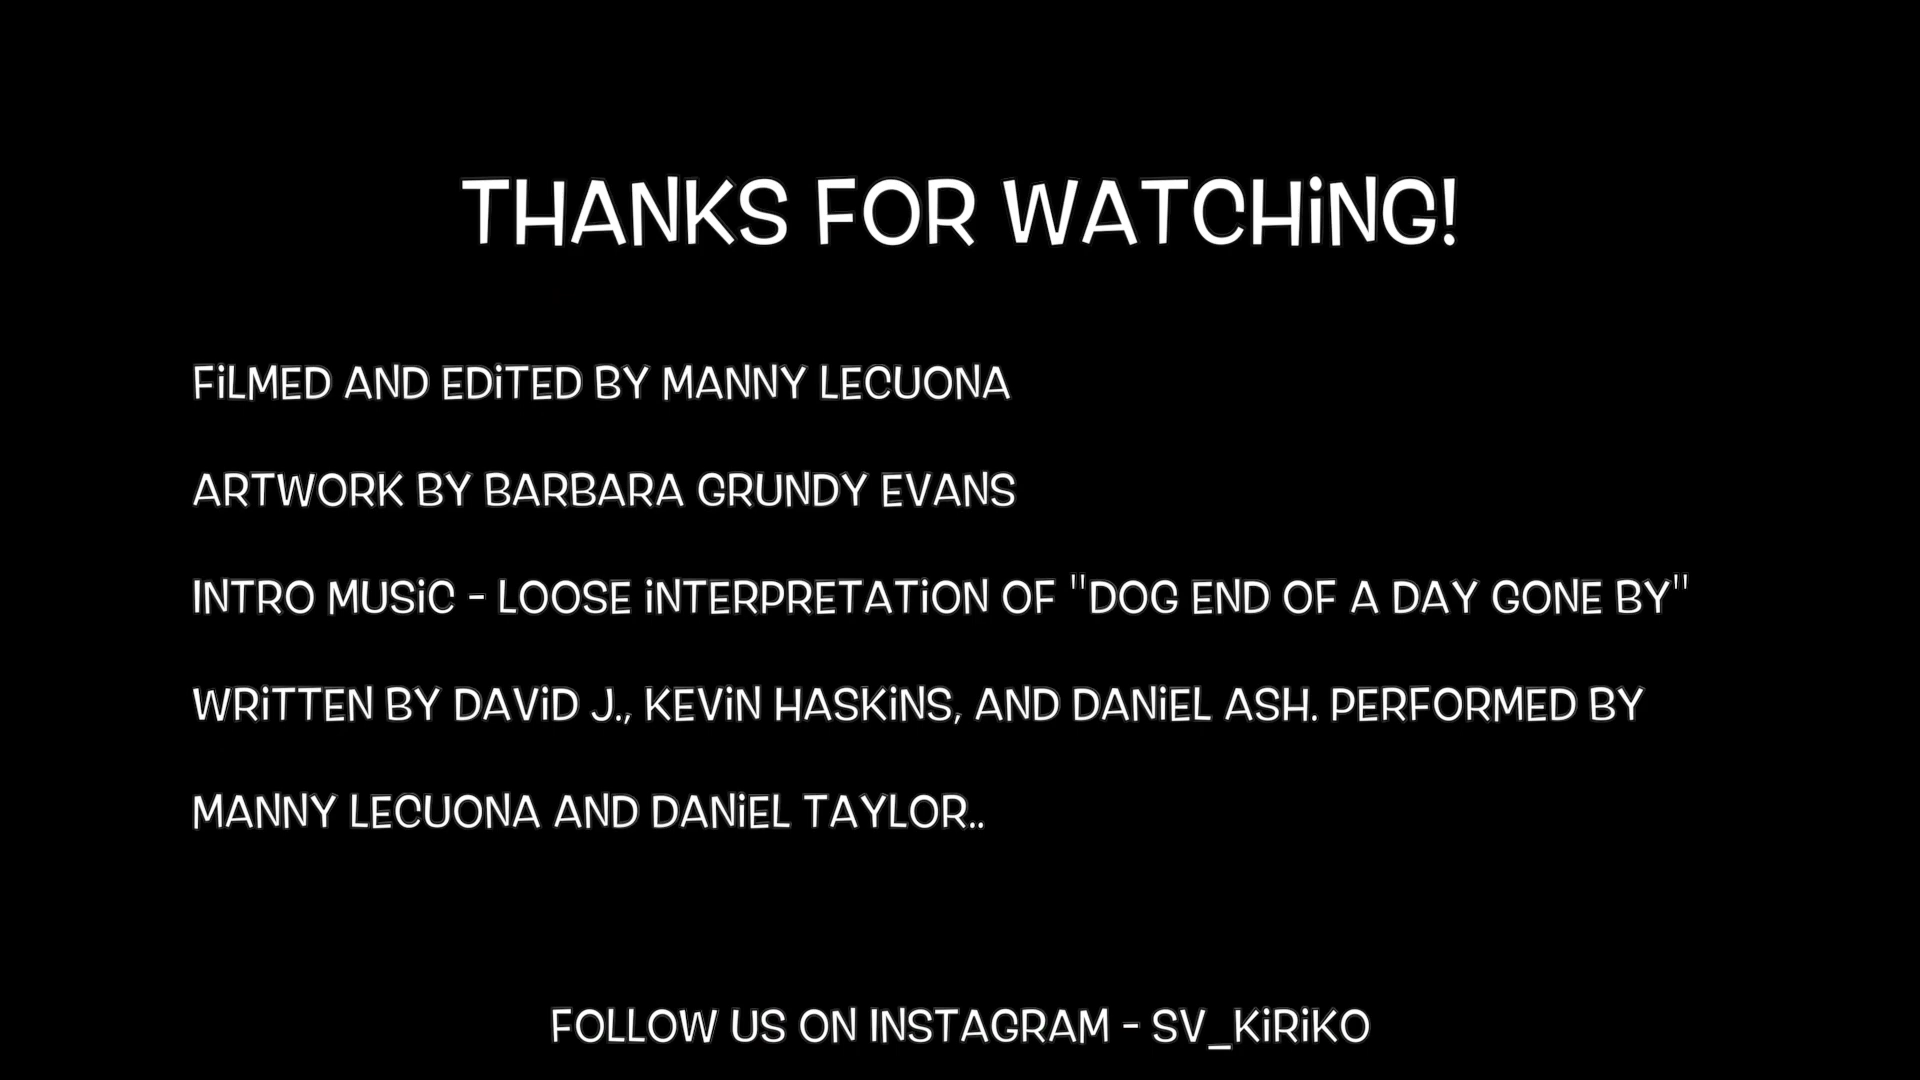 THANKS FOR WATCHiNG!
FiLMED AND EDiTED BY MANNY LECUONA
ARTWORK BY BARBARA GRUNDY EVANS
INTRO MUSiC - LOOSE iNTERPRETATiON OF "DOG END OF A DAY GONE BY"
WRiTTEN BY DAViD J., KEViN HASKiNS, AND DANiEL ASH. PERFORMED BY
MANNY LECUONA AND DANiEL TAYLOR..
FOLLOW US ON INSTAGRAM - SV_KiRiKO